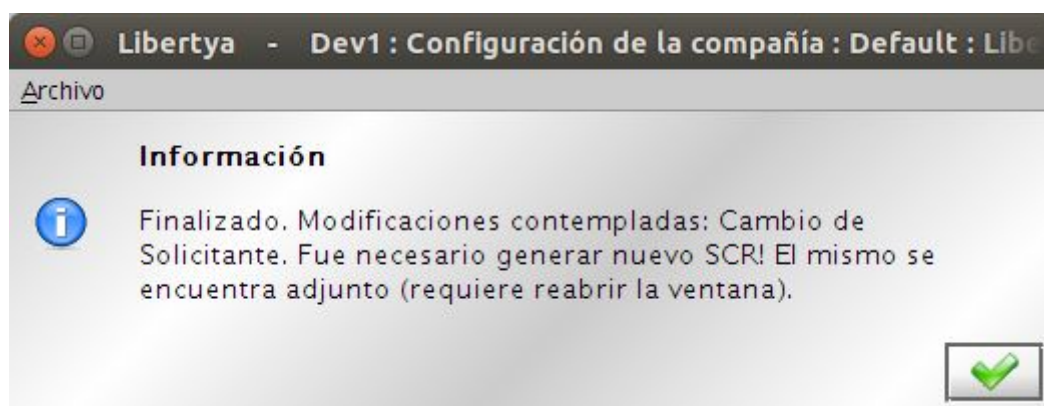 Libertya - Dev1 : Configuración de la compañía : Default : Libe
Archivo
Información
Finalizado. Modificaciones contempladas: Cambio de
Solicitante. Fue necesario generar nuevo SCR! El mismo se
encuentra adjunto (requiere reabrir la ventana).